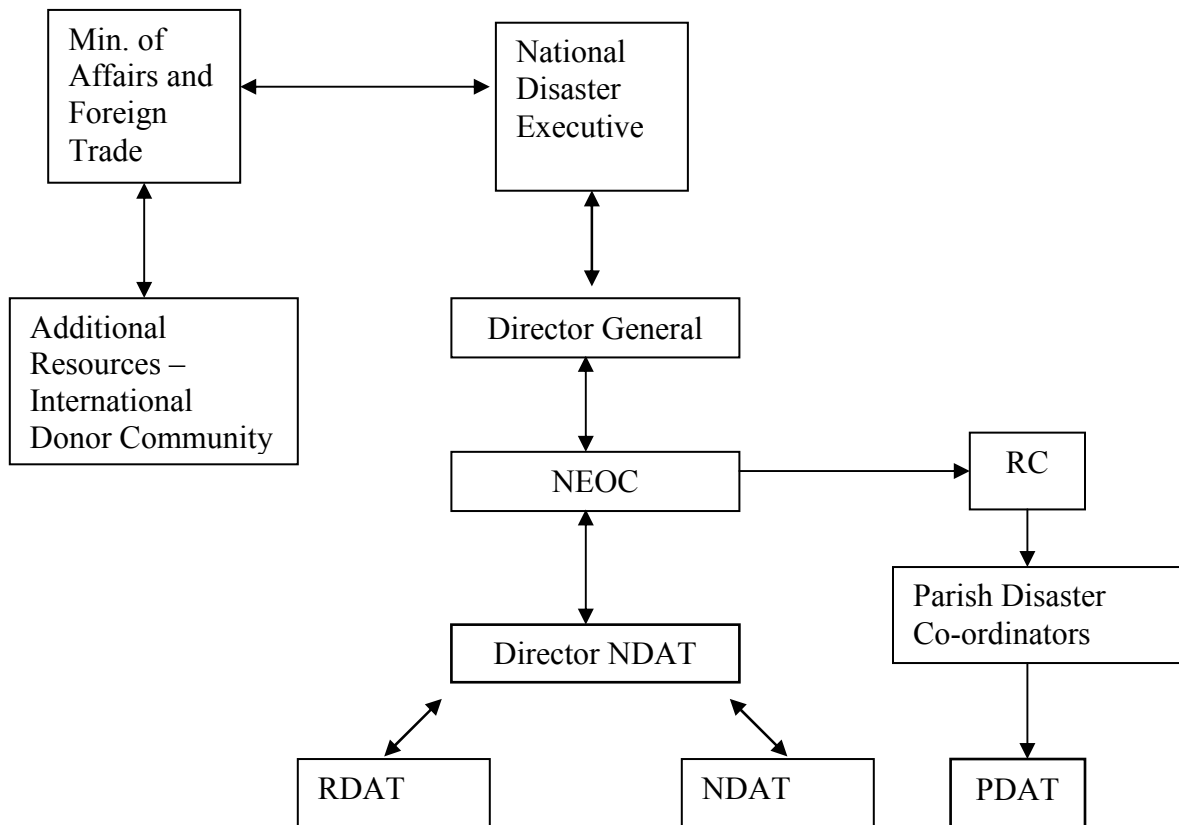 Min. of
Affairs and
Foreign
Trade
National
Disaster
Executive
Additional
Resources –
International
Donor Community
Director General
NEOC
RC
Parish Disaster
Co-ordinators
Director NDAT
RDAT
NDAT
PDAT